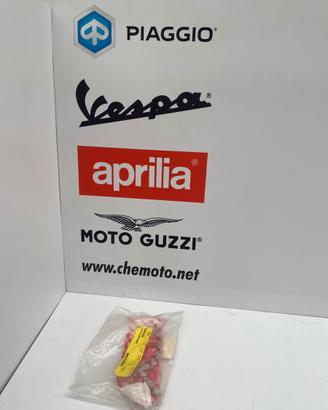 PIAGGIO®
Vespa®
aprilia®
MOTO GUZZI®
www.chemoto.net